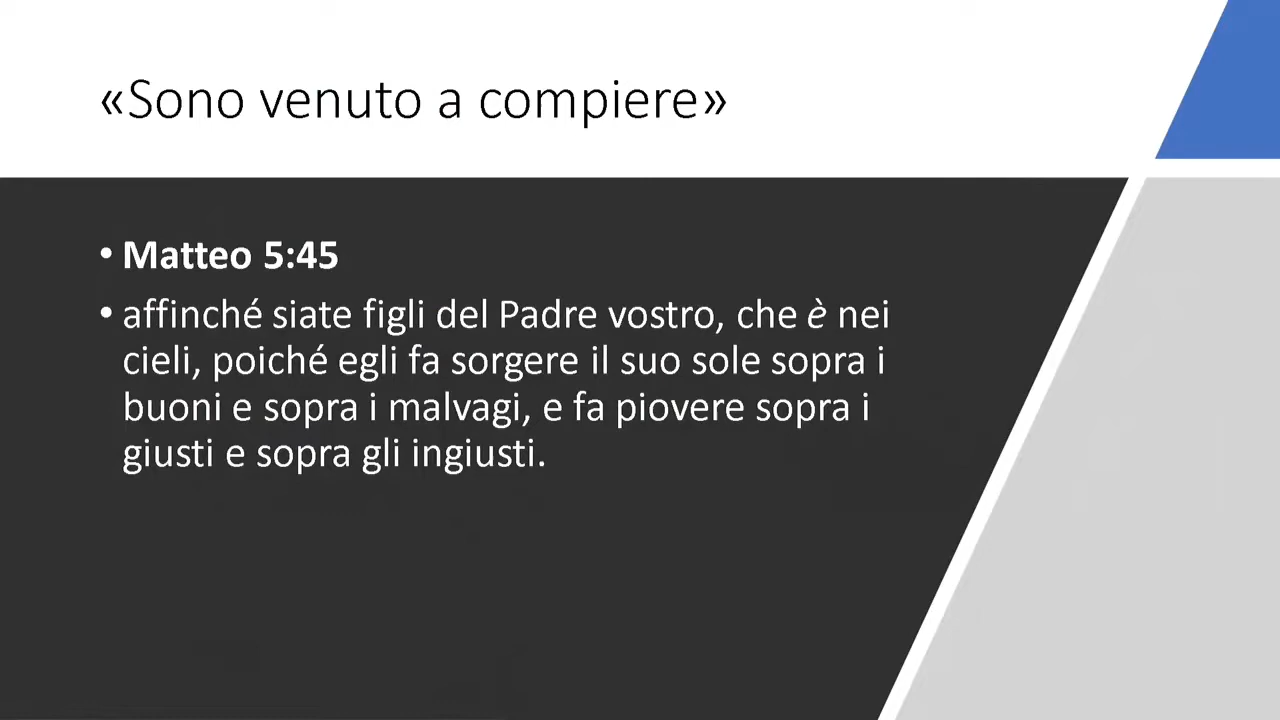 «Sono venuto a compiere»
• Matteo 5:45
• affinché siate figli del Padre vostro, che è nei
cieli, poiché egli fa sorgere il suo sole sopra i
buoni e sopra i malvagi, e fa piovere sopra i
giusti e sopra gli ingiusti.